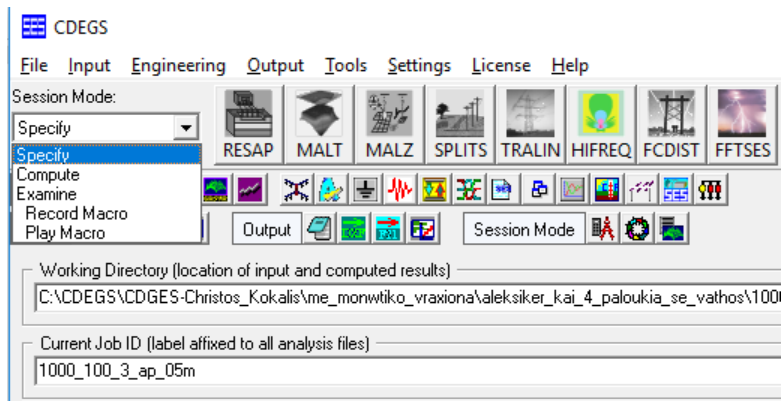 CDEGS
File Input Engineering Output Tools Settings License Help
Session Mode:
Specify
RESAP MALT MALZ SPLITS TRALIN HIFREQ FCDIST FFTSES
Specify
Compute
Examine
Record Macro
Play Macro
Output Session Mode
Working Directory (location of input and computed results)
C:\CDEGS\CDGES-Christos_Kokalis\me_monwtiko_vraxiona\aleksiker_kai_4_paloukia_se_vathos\100
Current Job ID (label affixed to all analysis files)
1000_100_3_ap_05m